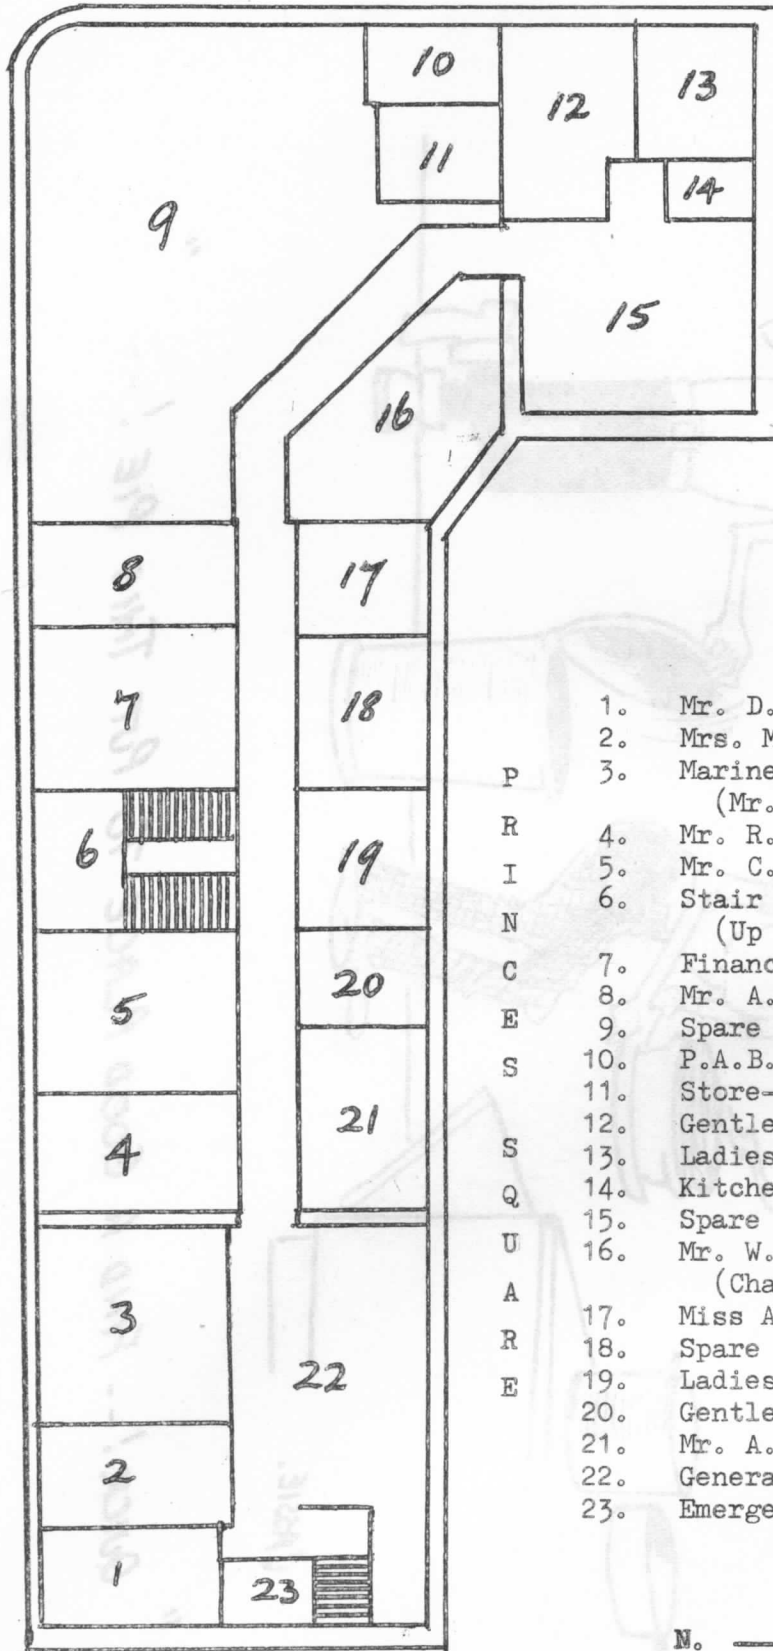 10
12
13
11
14
9
15
16
8
17
7
18
6
19
5
20
4
21
3
22
2
1
23
PRINCES SQUARE
1. Mr. D.
2. Mrs. M
3. Marine
(Mr.
4. Mr. R.
5. Mr. C.
6. Stair
(Up
7. Financ
8. Mr. A.
9. Spare
10. P.A.B.
11. Store-
12. Gentle
13. Ladies
14. Kitche
15. Spare
16. Mr. W.
(Cha
17. Miss A
18. Spare
19. Ladies
20. Gentle
21. Mr. A.
22. Genera
23. Emerge
N.